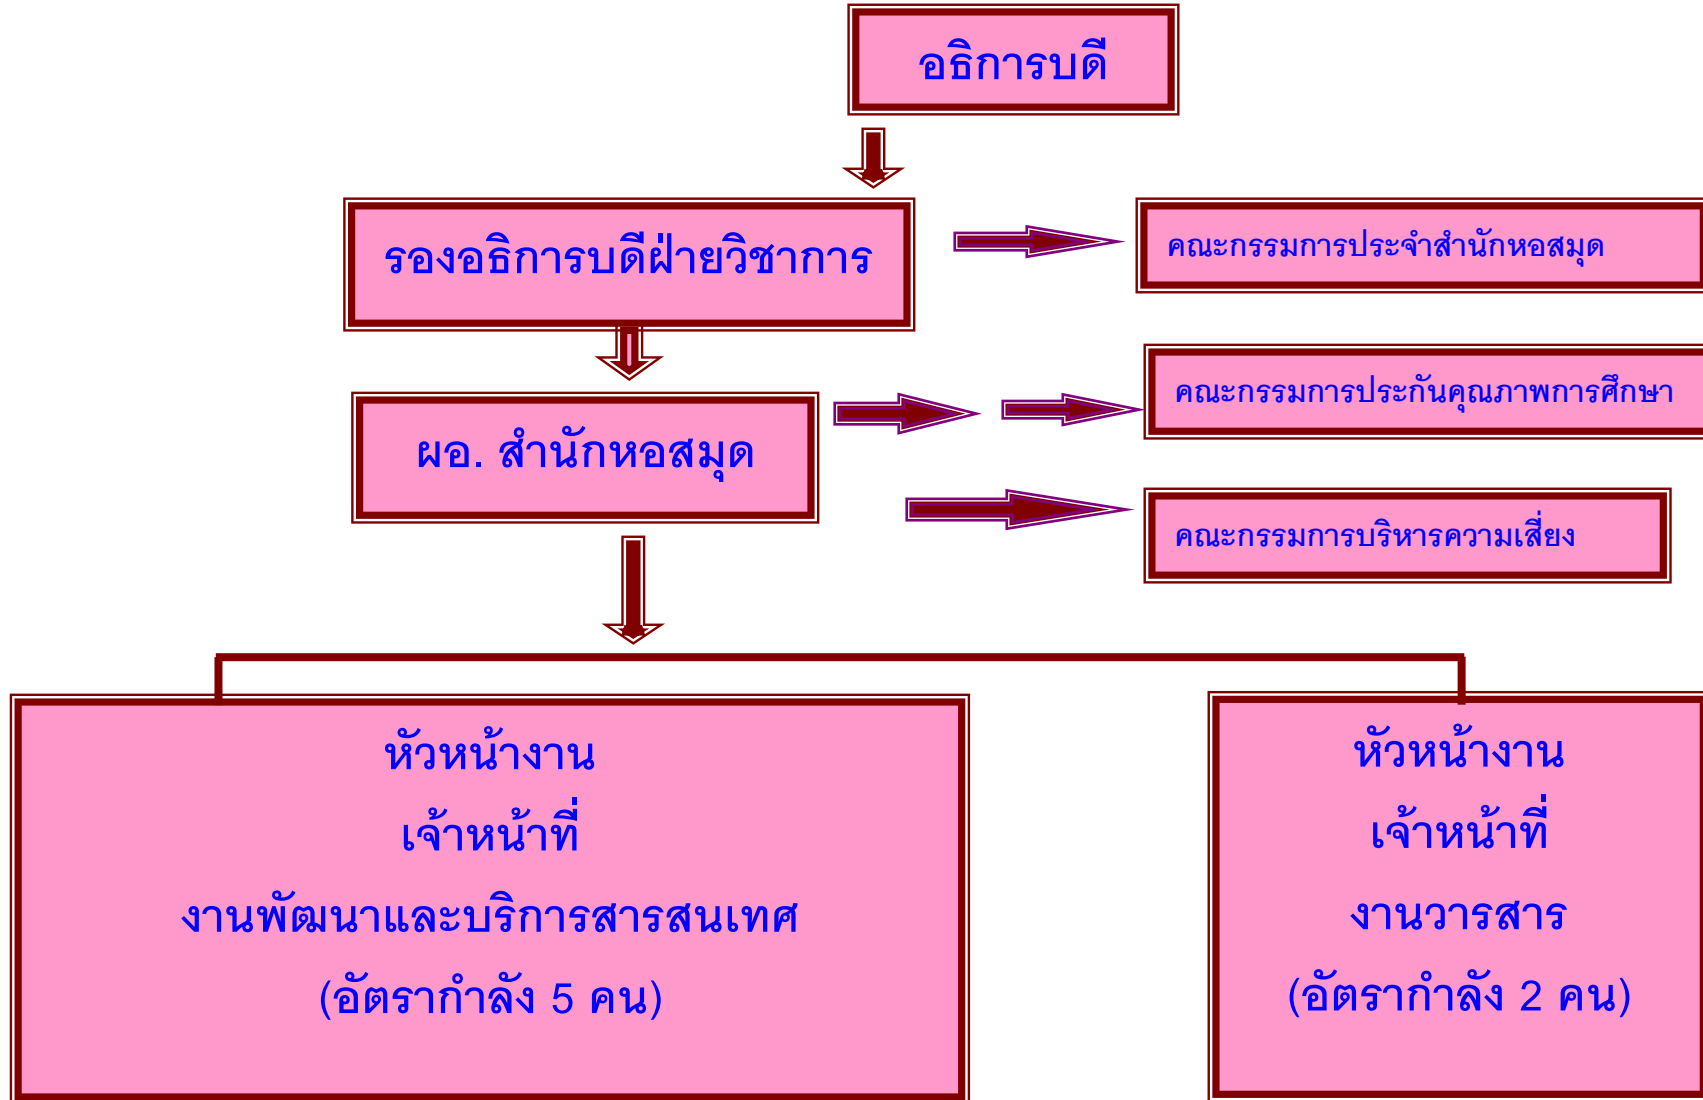 อธิการบดี
รองอธิการบดีฝ่ายวิชาการ
คณะกรรมการประจำสำนักหอสมุด
คณะกรรมการประกันคุณภาพการศึกษา
ผอ. สำนักหอสมุด
คณะกรรมการบริหารความเสี่ยง
หัวหน้างาน
เจ้าหน้าที่
งานพัฒนาและบริการสารสนเทศ
(อัตรากำลัง 5 คน)
หัวหน้างาน
เจ้าหน้าที่
งานวารสาร
(อัตรากำลัง 2 คน)